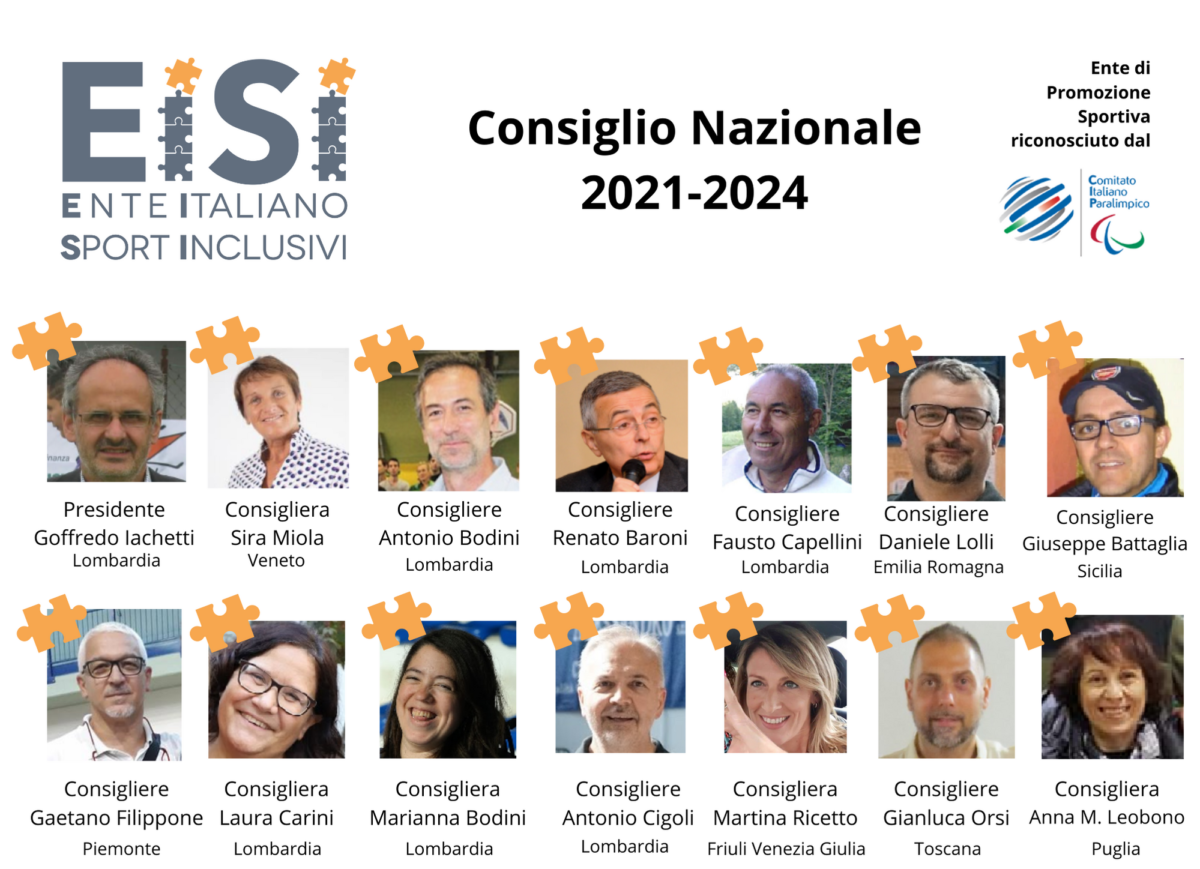 EiSi
ENTE ITALIANO
SPORT INCLUSIVI
Consiglio Nazionale
2021-2024
Ente di
Promozione
Sportiva
riconosciuto dal
Comitato
Italiano
Paralimpico
inanza
Presidente
Goffredo Iachetti
Lombardia
Consigliera
Sira Miola
Veneto
Consigliere
Antonio Bodini
Lombardia
Consigliere
Renato Baroni
Lombardia
Consigliere
Fausto Capellini
Lombardia
Consigliere
Daniele Lolli
Emilia Romagna
Consigliere
Giuseppe Battaglia
Sicilia
Consigliere
Gaetano Filippone
Piemonte
Consigliera
Laura Carini
Lombardia
Consigliera
Marianna Bodini
Lombardia
Consigliere
Antonio Cigoli
Lombardia
Consigliera
Martina Ricetto
Friuli Venezia Giulia
Consigliere
Gianluca Orsi
Toscana
Consigliera
Anna M. Leobono
Puglia